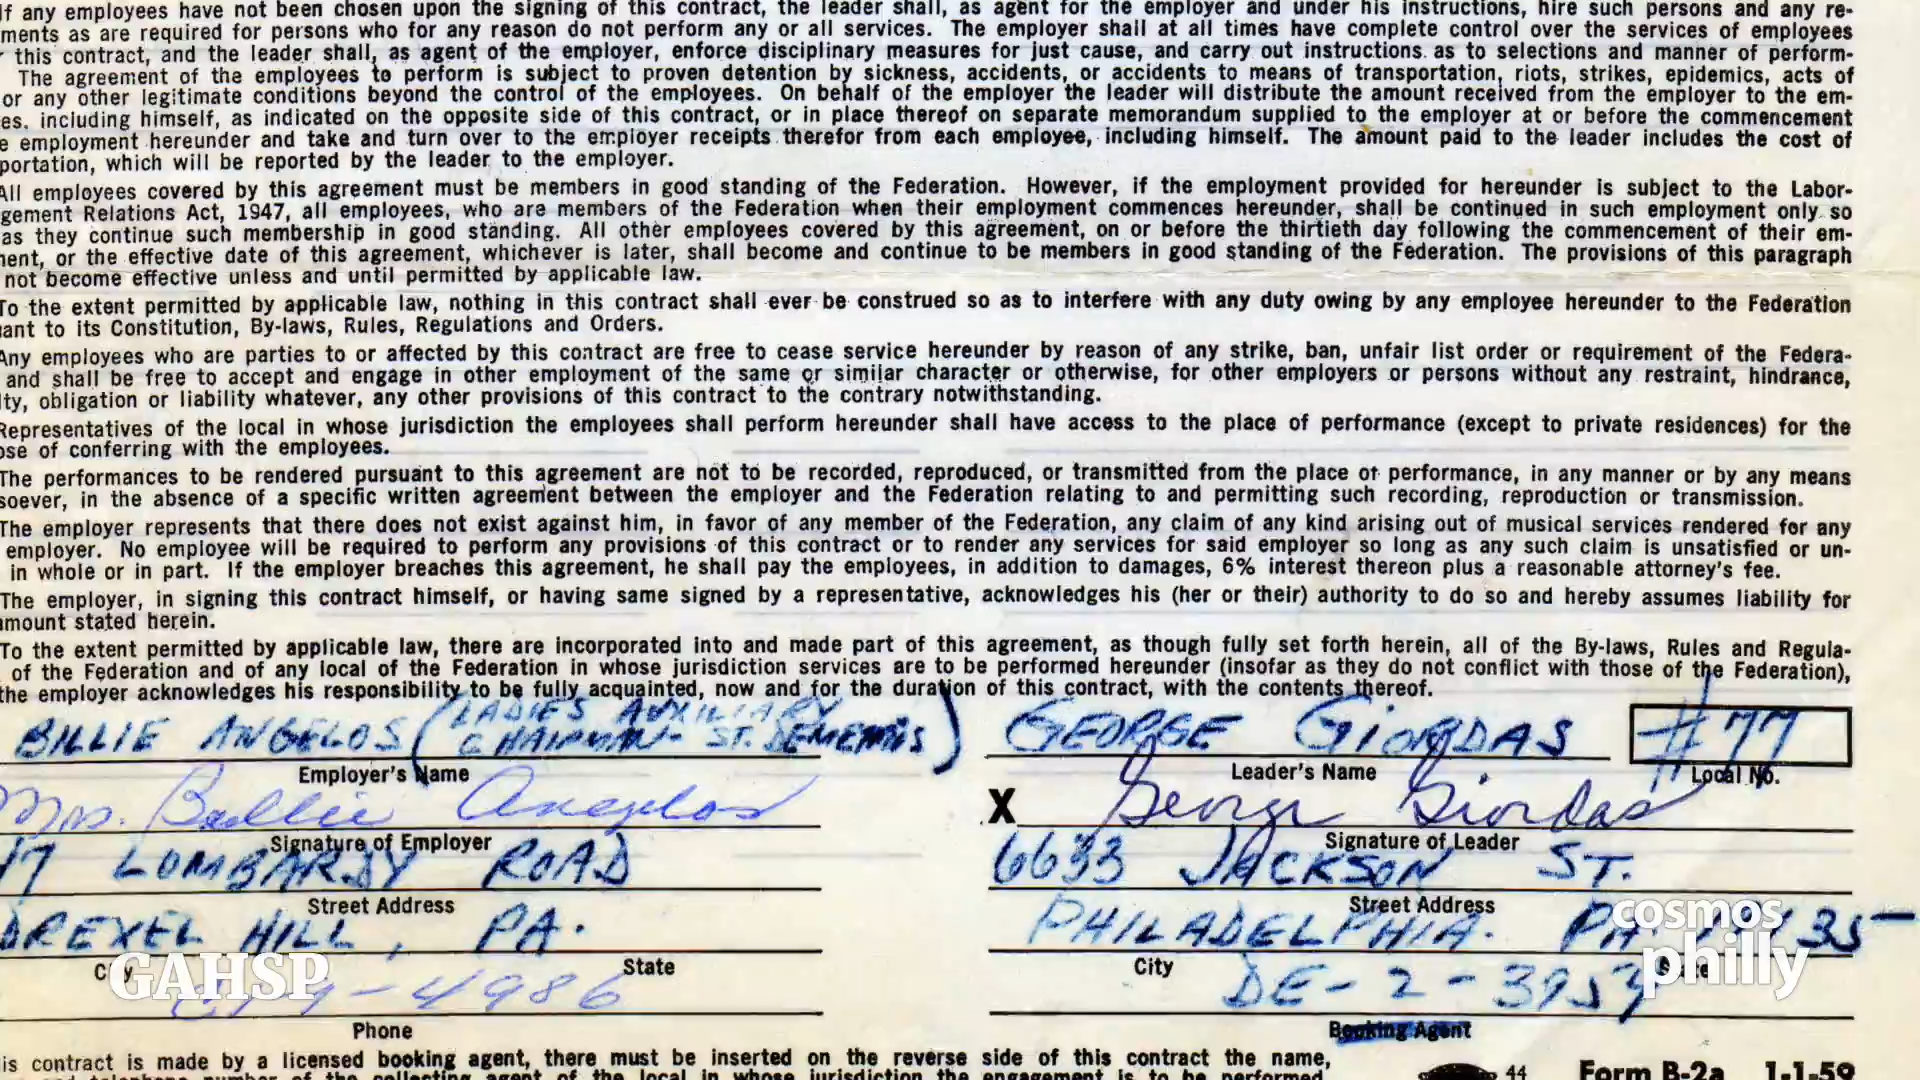 If any employees have not been chosen upon the signing of this contract, the leader shall, as agent for the employer and under his instructions, hire such persons and any re-
ments as are required for persons who for any reason do not perform any or all services. The employer shall at all times have complete control over the services of employees
this contract, and the leader shall, as agent of the employer, enforce disciplinary measures for just cause, and carry out instructions as to selections and manner of perform-
The agreement of the employees to perform is subject to proven detention by sickness, accidents, or accidents to means of transportation, riots, strikes, epidemics, acts of
or any other legitimate conditions beyond the control of the employees. On behalf of the employer the leader will distribute the amount received from the employer to the em-
es, including himself, as indicated on the opposite side of this contract, or in place thereof on separate memorandum supplied to the employer at or before the commencement
e employment hereunder and take and turn over to the employer receipts therefor from each employee, including himself. The amount paid to the leader includes the cost of
portation, which will be reported by the leader to the employer.
All employees covered by this agreement must be members in good standing of the Federation. However, if the employment provided for hereunder is subject to the Labor-
gement Relations Act, 1947, all employees, who are members of the Federation when their employment commences hereunder, shall be continued in such employment only so
as they continue such membership in good standing. All other employees covered by this agreement, on or before the thirtieth day following the commencement of their em-
ment, or the effective date of this agreement, whichever is later, shall become and continue to be members in good standing of the Federation. The provisions of this paragraph
not become effective unless and until permitted by applicable law.
To the extent permitted by applicable law, nothing in this contract shall ever be construed so as to interfere with any duty owing by any employee hereunder to the Federation
ant to its Constitution, By-laws, Rules, Regulations and Orders.
Any employees who are parties to or affected by this contract are free to cease service hereunder by reason of any strike, ban, unfair list order or requirement of the Federa-
and shall be free to accept and engage in other employment of the same or similar character or otherwise, for other employers or persons without any restraint, hindrance,
lty, obligation or liability whatever, any other provisions of this contract to the contrary notwithstanding.
Representatives of the local in whose jurisdiction the employees shall perform hereunder shall have access to the place of performance (except to private residences) for the
ose of conferring with the employees.
The performances to be rendered pursuant to this agreement are not to be recorded, reproduced, or transmitted from the place of performance, in any manner or by any means
soever, in the absence of a specific written agreement between the employer and the Federation relating to and permitting such recording, reproduction or transmission.
The employer represents that there does not exist against him, in favor of any member of the Federation, any claim of any kind arising out of musical services rendered for any
employer. No employee will be required to perform any provisions of this contract or to render any services for said employer so long as any such claim is unsatisfied or un-
in whole or in part. If the employer breaches this agreement, he shall pay the employees, in addition to damages, 6% interest thereon plus a reasonable attorney's fee.
The employer, in signing this contract himself, or having same signed by a representative, acknowledges his (her or their) authority to do so and hereby assumes liability for
mount stated herein.
To the extent permitted by applicable law, there are incorporated into and made part of this agreement, as though fully set forth herein, all of the By-laws, Rules and Regula-
of the Federation and of any local of the Federation in whose jurisdiction services are to be performed hereunder (insofar as they do not conflict with those of the Federation),
the employer acknowledges his responsibility to be fully acquainted, now and for the duration of this contract, with the contents thereof.
BILLIE ANGELOS (LADIES AUXILIARY
CHAIRMAN - ST. DEMETRIS)
Employer's Name
Mrs. Billie Angelos
Signature of Employer
17 LOMBARDY ROAD
Street Address
DREXEL HILL, PA.
City State
4986
Phone
GEORGE GIORDAS #77
Leader's Name Local No.
X George Giordas
Signature of Leader
6633 JACKSON ST.
Street Address
PHILADELPHIA. PA. 35
City State
DE-2-3959
Booking Agent
is contract is made by a licensed booking agent, there must be inserted on the reverse side of this contract the name,
collecting agent of the local in whose jurisdiction the engagement is to be performed
44 Form B-2a 1-1-59
GAHSP
cosmos
philly